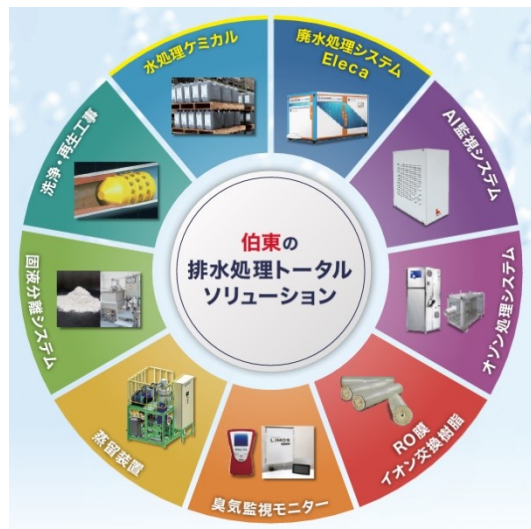 伯東の
排水処理トータル
ソリューション
水処理ケミカル
廃水処理システム
Eleca
AI監視システム
オゾン処理システム
RO膜
イオン交換樹脂
臭気監視モニター
蒸留装置
固液分離システム
洗浄・再生工事